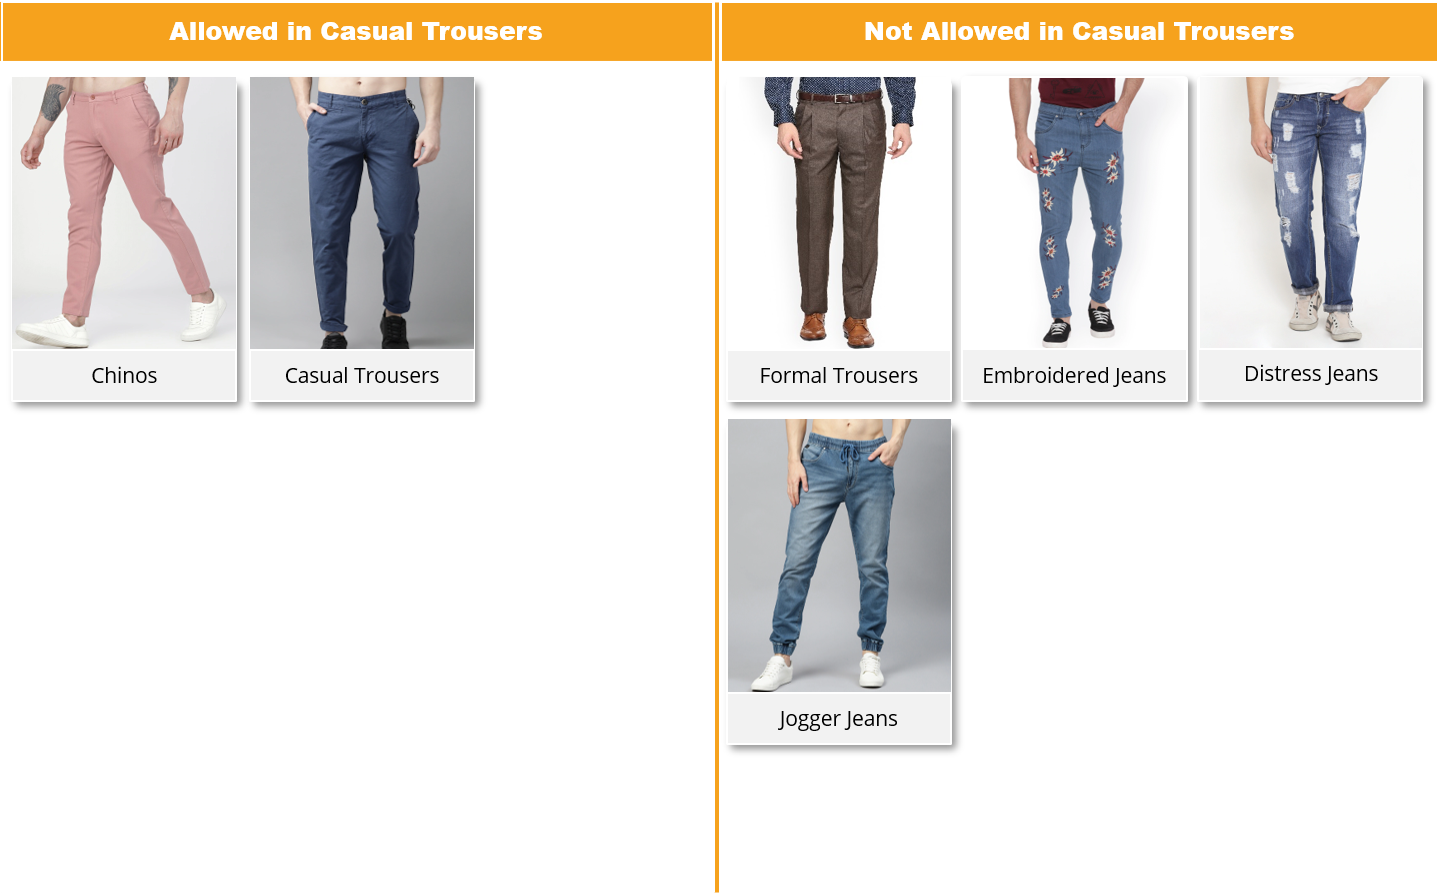 Allowed in Casual Trousers
Not Allowed in Casual Trousers
Chinos
Casual Trousers
Formal Trousers
Embroidered Jeans
Distress Jeans
Jogger Jeans